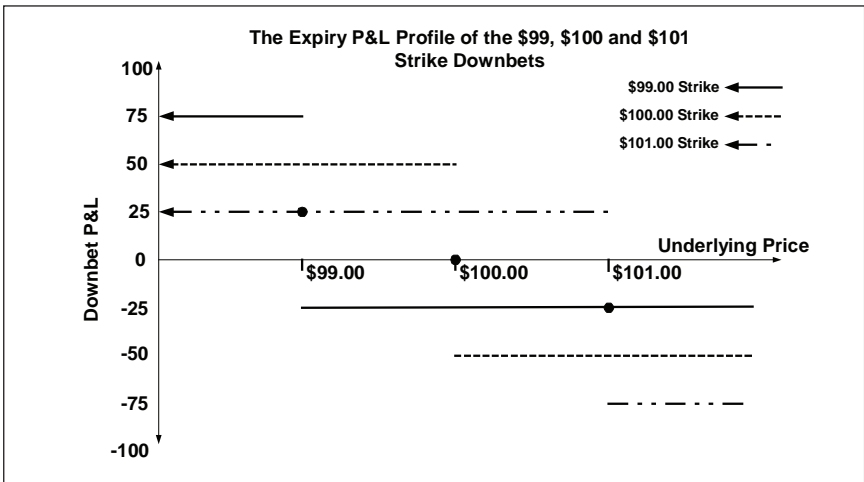 The Expiry P&L Profile of the $99, $100 and $101
Strike Downbets
$99.00 Strike
$100.00 Strike
$101.00 Strike
Downbet P&L
100
75
50
25
0
-25
-50
-75
-100
Underlying Price
$99.00
$100.00
$101.00